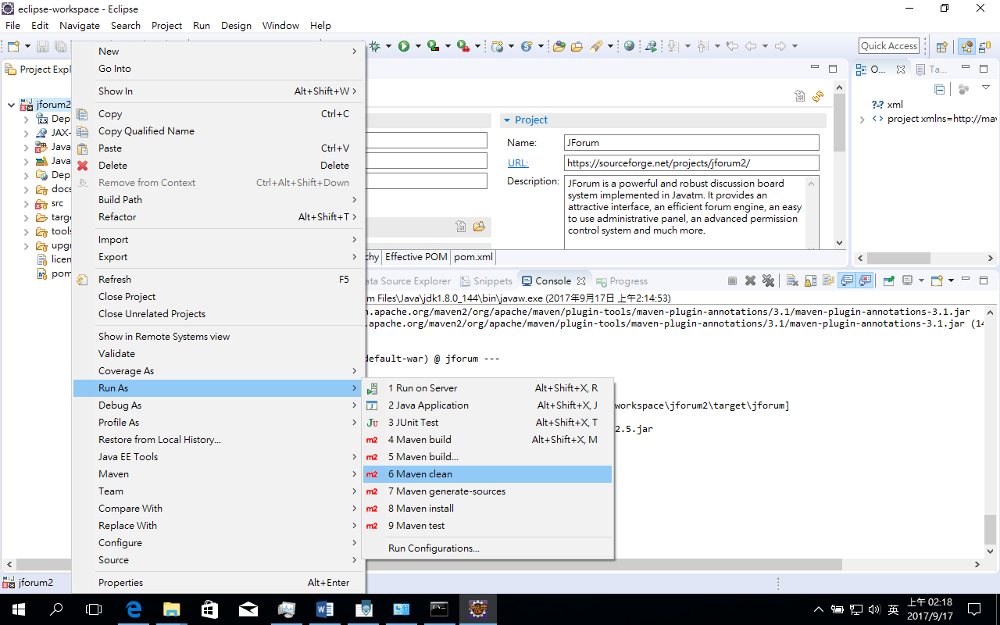 eclipse-workspace - Eclipse
File Edit Navigate Search Project Run Design Window Help
Quick Access
Project Expl
jforum2
JAX-
Java
Java
docs
src
tools
New
Go Into
Show In Alt+Shift+W
Copy Ctrl+C
Copy Qualified Name
Paste Ctrl+V
Delete Delete
Remove from Context Ctrl+Alt+Shift+Down
Build Path
Refactor Alt+Shift+T
Import
Export
Refresh F5
Close Project
Close Unrelated Projects
Show in Remote Systems view
Validate
Coverage As
Run As
Debug As
Profile As
Restore from Local History...
Java EE Tools
Maven
Team
Compare With
Replace With
Configure
Source
Properties Alt+Enter
1 Run on Server Alt+Shift+X, R
2 Java Application Alt+Shift+X, J
3 JUnit Test Alt+Shift+X, T
m2 4 Maven build Alt+Shift+X, M
m2 5 Maven build...
m2 6 Maven clean
m2 7 Maven generate-sources
m2 8 Maven install
m2 9 Maven test
Run Configurations...
Project
Name: JForum
URL: https://sourceforge.net/projects/jforum2/
Description: JForum is a powerful and robust discussion board
system implemented in Javatm. It provides an
attractive interface, an efficient forum engine, an easy
to use administrative panel, an advanced permission
control system and much more.
chy Effective POM pom.xml
O... Ta...
xml
project xmlns=http://mav
ata Source Explorer Snippets Console Progress
m Files\Java\jdk1.8.0_144\bin\javaw.exe (2017年9月17日 上午2:14:53)
n.apache.org/maven2/org/apache/maven/plugin-tools/maven-plugin-annotations/3.1/maven-plugin-annotations-3.1.jar
.apache.org/maven2/org/apache/maven/plugin-tools/maven-plugin-annotations/3.1/maven-plugin-annotations-3.1.jar (14
default-war) @ jforum ---
workspace\jforum2\target\jforum]
2.5.jar
jforum2
英
上午 02:18
2017/9/17